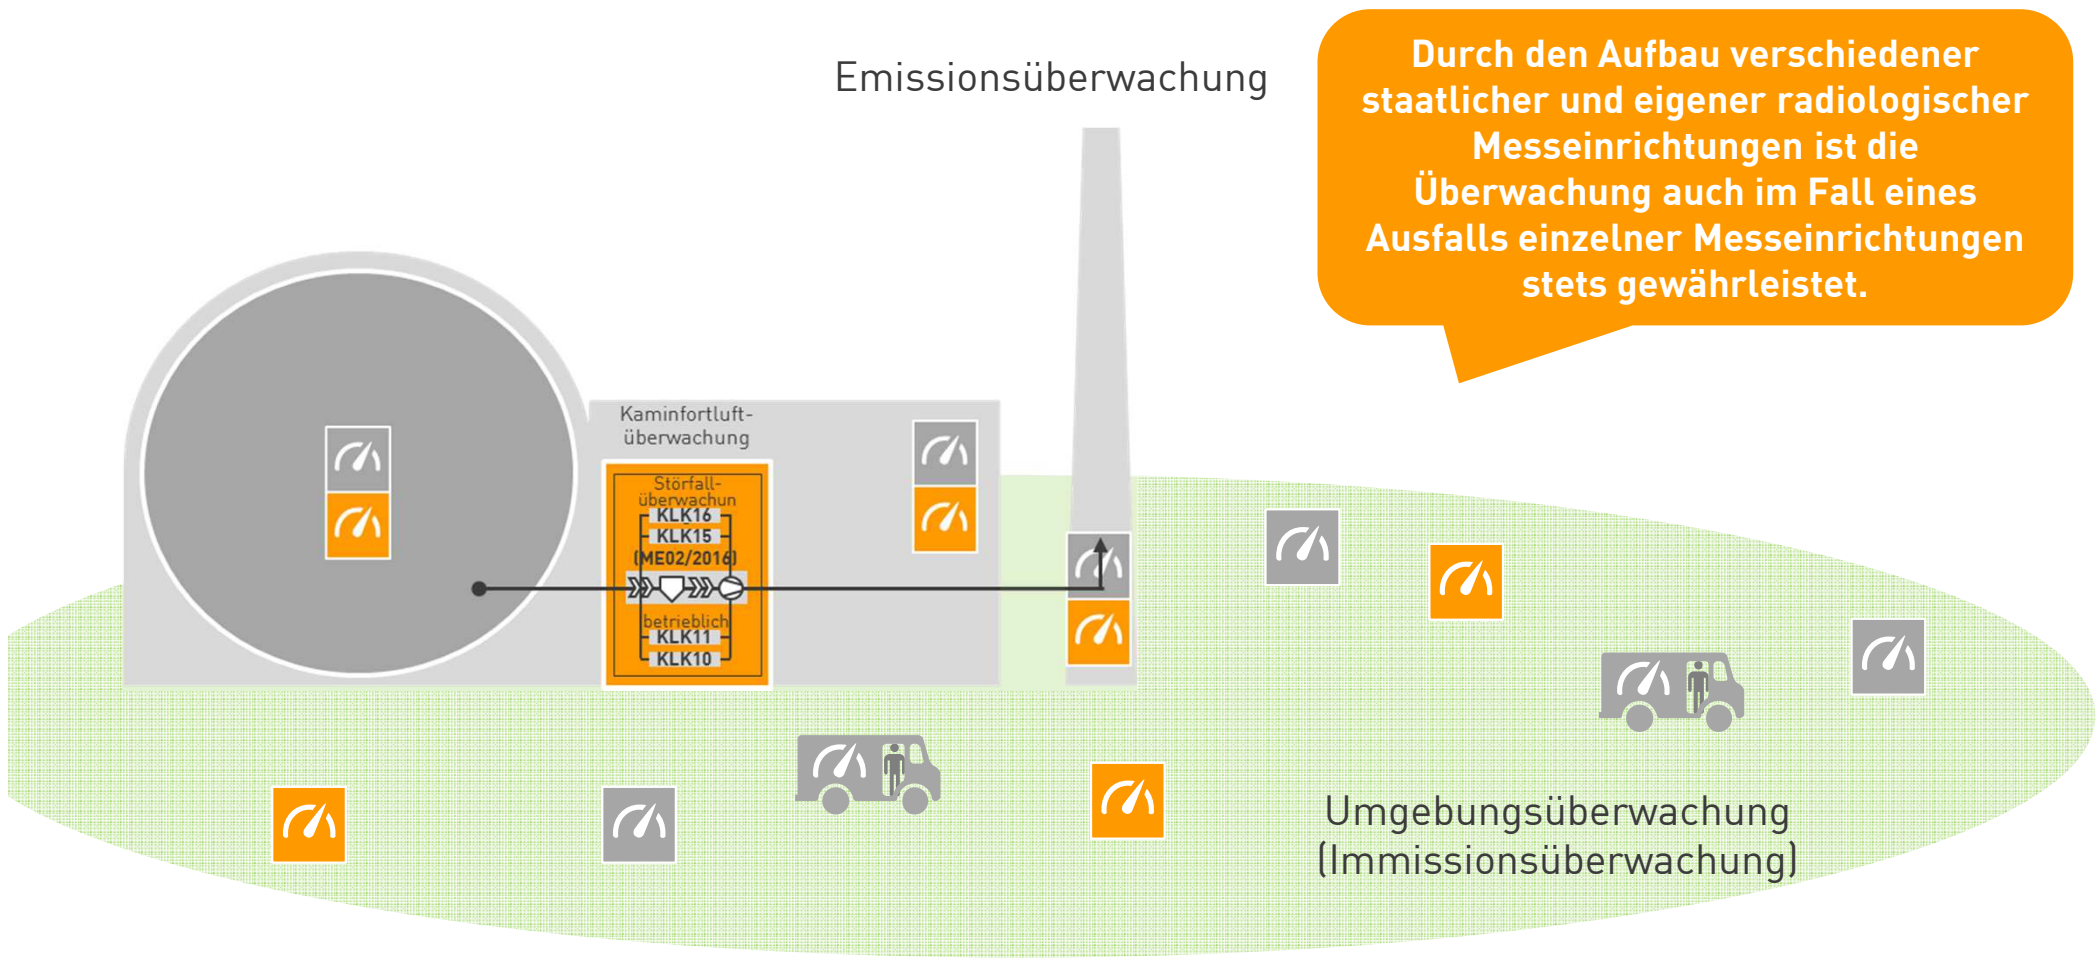 Emissionsüberwachung
Durch den Aufbau verschiedener
staatlicher und eigener radiologischer
Messeinrichtungen ist die
Überwachung auch im Fall eines
Ausfalls einzelner Messeinrichtungen
stets gewährleistet.
Kaminfortluft-
überwachung
Störfall-
überwachun
KLK16
KLK15
(ME02/2016)
betrieblich
KLK11
KLK10
Umgebungsüberwachung
(Immissionsüberwachung)